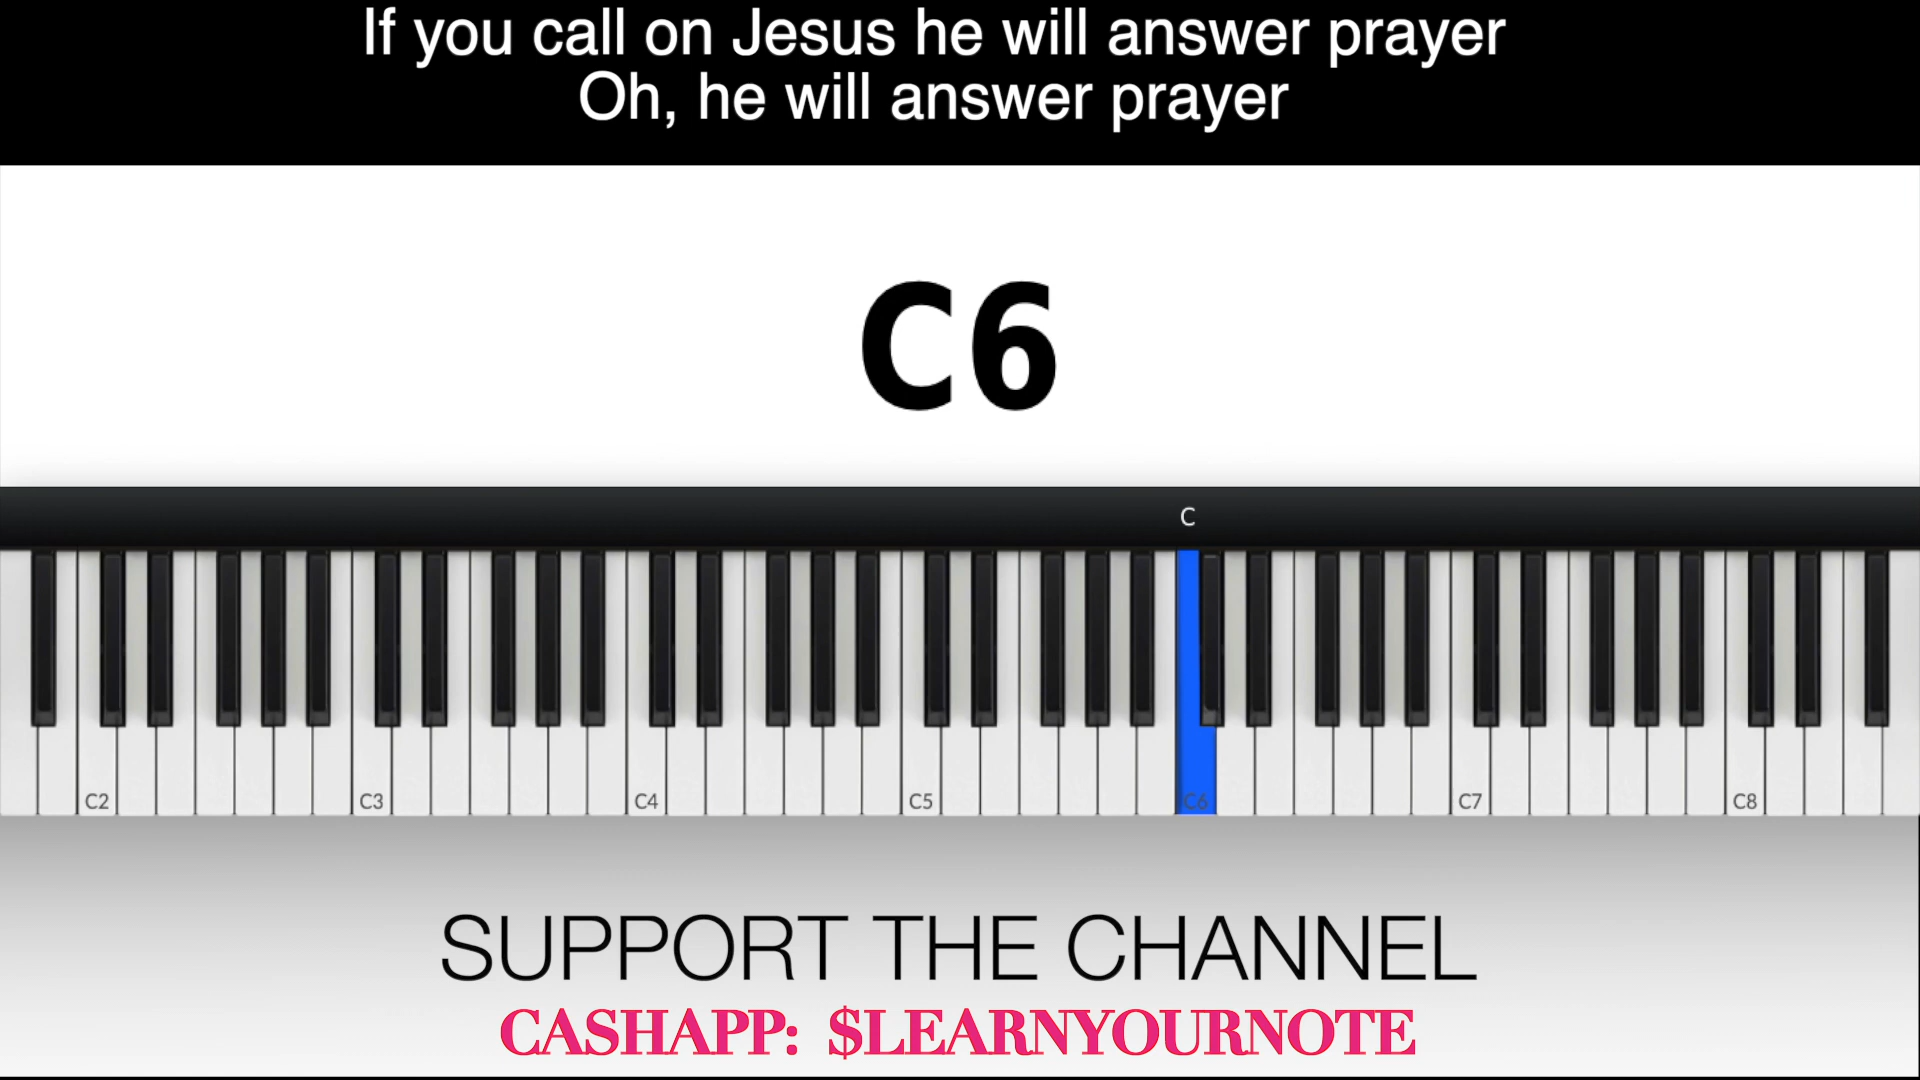 If you call on Jesus he will answer prayer
Oh, he will answer prayer
C6
C
C2 C3 C4 C5 C6 C7 C8
SUPPORT THE CHANNEL
CASHAPP: $LEARNYOURNOTE